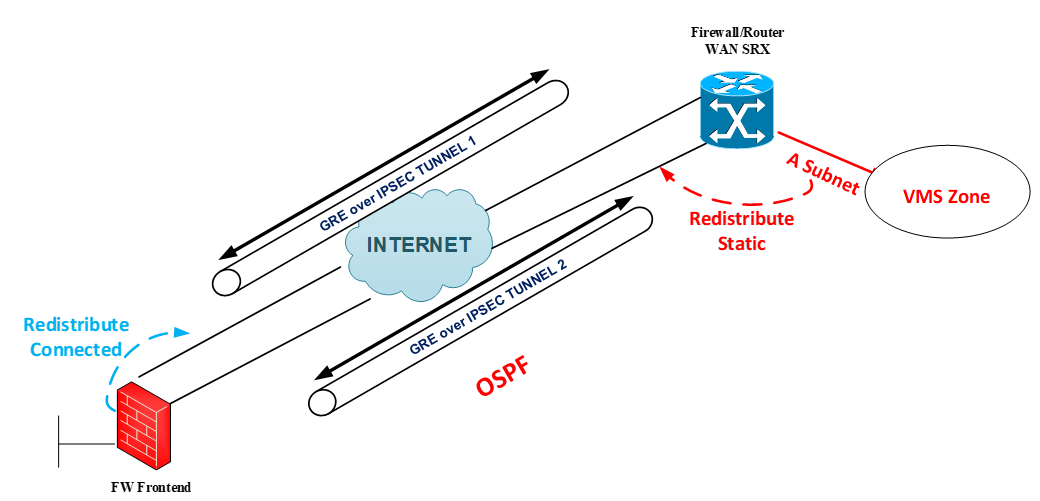 Firewall/Router
WAN SRX
GRE over IPSEC TUNNEL 1
A Subnet
VMS Zone
INTERNET
Redistribute
Static
GRE over IPSEC TUNNEL 2
Redistribute
Connected
OSPF
FW Frontend